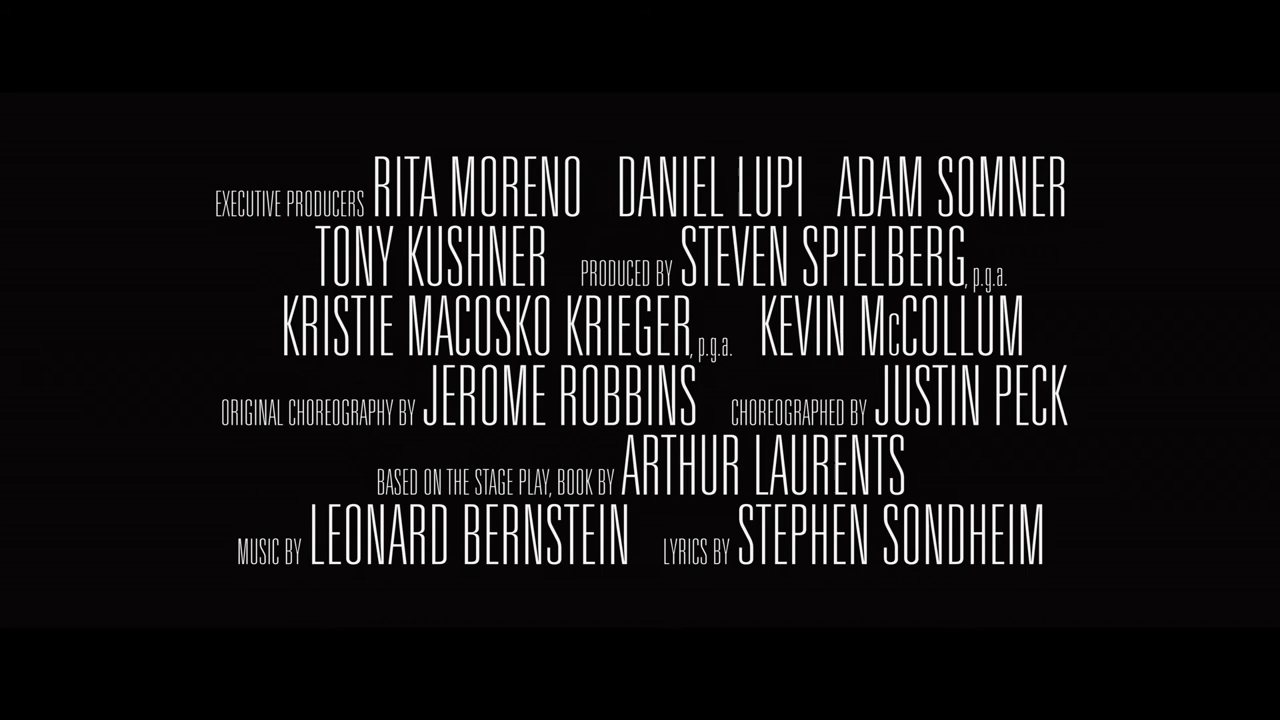 EXECUTIVE PRODUCERS RITA MORENO DANIEL LUPI ADAM SOMNER
TONY KUSHNER PRODUCED BY STEVEN SPIELBERG, p.g.a.
KRISTIE MACOSKO KRIEGER, p.g.a. KEVIN McCOLLUM
ORIGINAL CHOREOGRAPHY BY JEROME ROBBINS CHOREOGRAPHED BY JUSTIN PECK
BASED ON THE STAGE PLAY, BOOK BY ARTHUR LAURENTS
MUSIC BY LEONARD BERNSTEIN LYRICS BY STEPHEN SONDHEIM